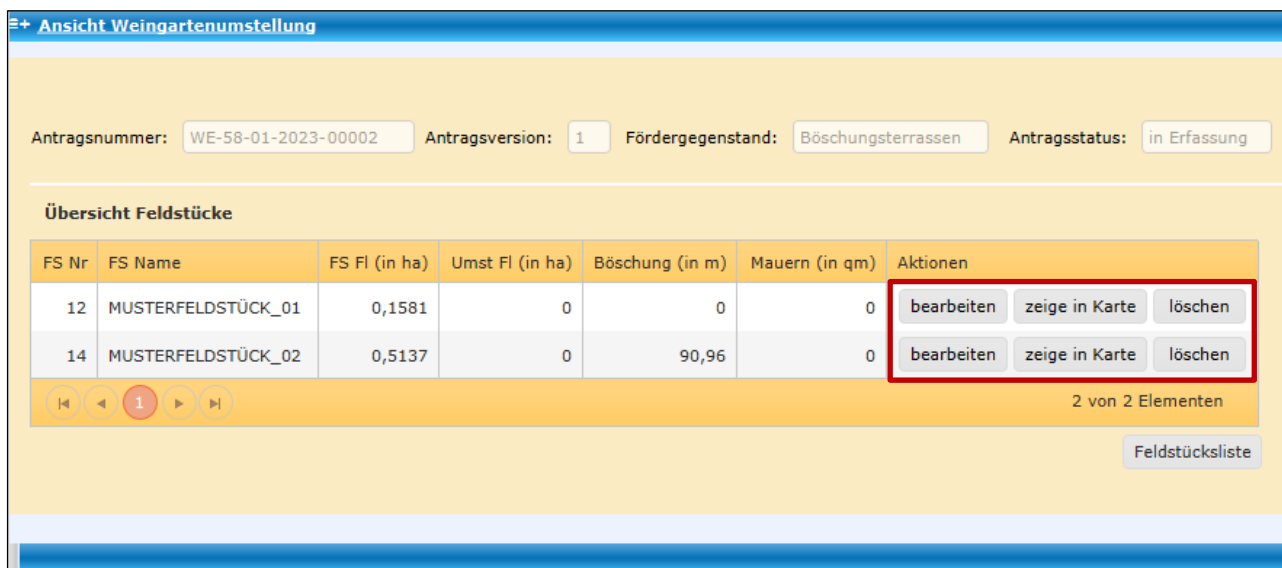 Ansicht Weingartenumstellung
Antragsnummer: WE-58-01-2023-00002 Antragsversion: 1 Fördergegenstand: Böschungsterrassen Antragsstatus: in Erfassung
Übersicht Feldstücke
FS Nr FS Name FS Fl (in ha) Umst Fl (in ha) Böschung (in m) Mauern (in qm) Aktionen
12 MUSTERFELDSTÜCK_01 0,1581 0 0 0 bearbeiten zeige in Karte löschen
14 MUSTERFELDSTÜCK_02 0,5137 0 90,96 0 bearbeiten zeige in Karte löschen
1 2 von 2 Elementen
Feldstücksliste